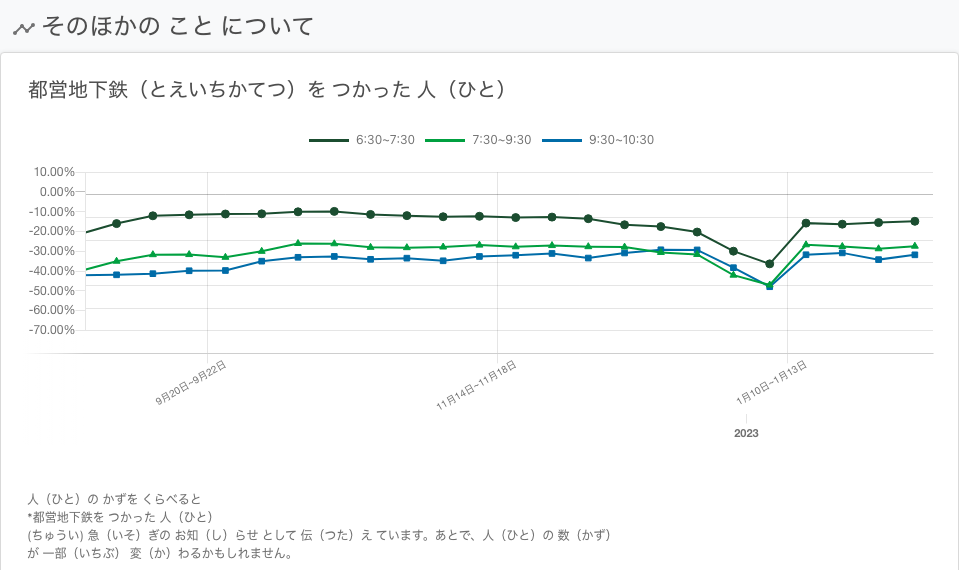 そのほかの こと について
都営地下鉄（とえいちかてつ）を つかった 人（ひと）
6:30~7:30 7:30~9:30 9:30~10:30
10.00%
0.00%
-10.00%
-20.00%
-30.00%
-40.00%
-50.00%
-60.00%
-70.00%
9月20日~9月22日 11月14日~11月18日 1月10日~1月13日
2023
人（ひと）の かずを くらべると
*都営地下鉄を つかった 人（ひと）
(ちゅうい) 急（いそ）ぎの お知（し）らせ として 伝（つた）え ています。あとで、人（ひと）の 数（かず）
が 一部（いちぶ） 変（か）わるかもしれません。